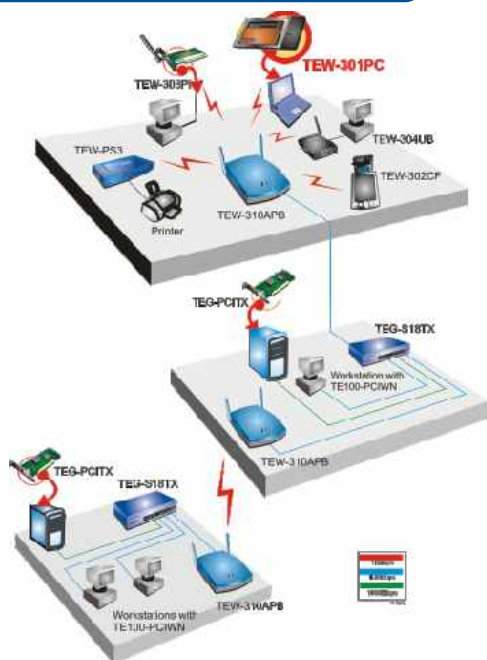 TEW-301PC
TEW-303PI
TEW-304UB
TEW-PS3
TEW-302CF
Printer
TEW-310APB
TEG-PCITX
TEG-S18TX
Workstation with
TE100-PCIWN
TEW-310APB
TEG-PCITX
TEG-S18TX
TEW-310APB
Workstations with
TE100-PCIWN